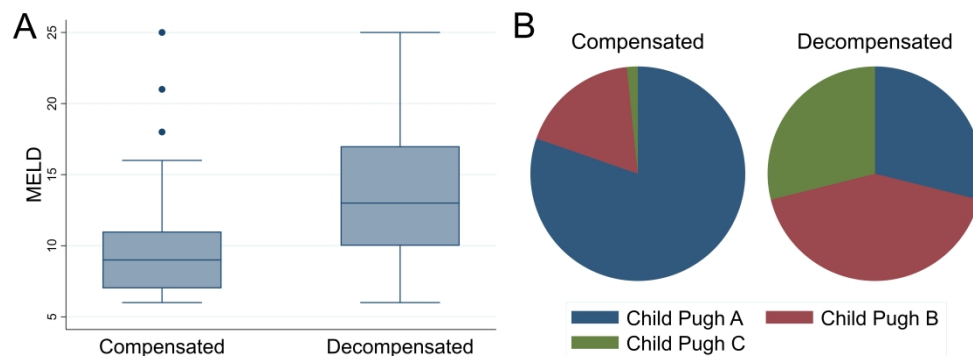 A
MELD
25
20
15
10
5
Compensated
Decompensated
B
Compensated
Decompensated
Child Pugh A
Child Pugh B
Child Pugh C